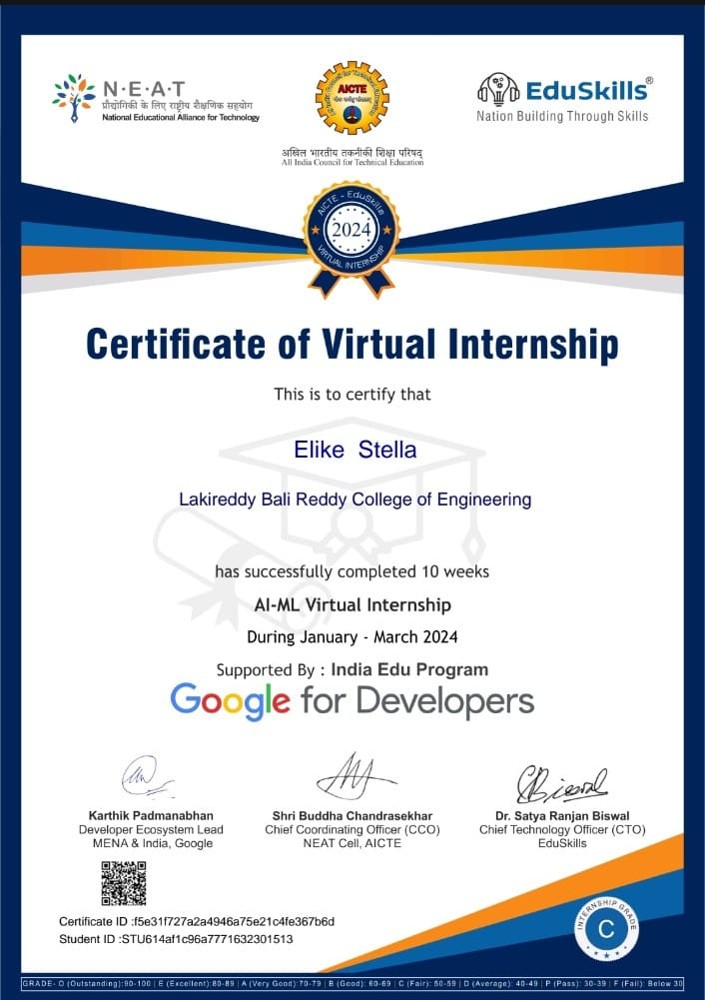 N·E·A·T
प्रौद्योगिकी के लिए राष्ट्रीय शैक्षणिक सहयोग
National Educational Alliance for Technology
AICTE
अखिल भारतीय तकनीकी शिक्षा परिषद्
All India Council for Technical Education
EduSkills®
Nation Building Through Skills
AICTE - EduSkills
2024
VIRTUAL INTERNSHIP
Certificate of Virtual Internship
This is to certify that
Elike Stella
Lakireddy Bali Reddy College of Engineering
has successfully completed 10 weeks
AI-ML Virtual Internship
During January - March 2024
Supported By : India Edu Program
Google for Developers
Karthik Padmanabhan
Developer Ecosystem Lead
MENA & India, Google
Shri Buddha Chandrasekhar
Chief Coordinating Officer (CCO)
NEAT Cell, AICTE
Dr. Satya Ranjan Biswal
Chief Technology Officer (CTO)
EduSkills
Certificate ID :f5e31f727a2a4946a75e21c4fe367b6d
Student ID :STU614af1c96a7771632301513
INTERNSHIP GRADE
C
GRADE- O (Outstanding):90-100 | E (Excellent):80-89 | A (Very Good):70-79 | B (Good): 60-69 | C (Fair): 50-59 | D (Average): 40-49 | P (Pass): 30-39 | F (Fail): Below 30